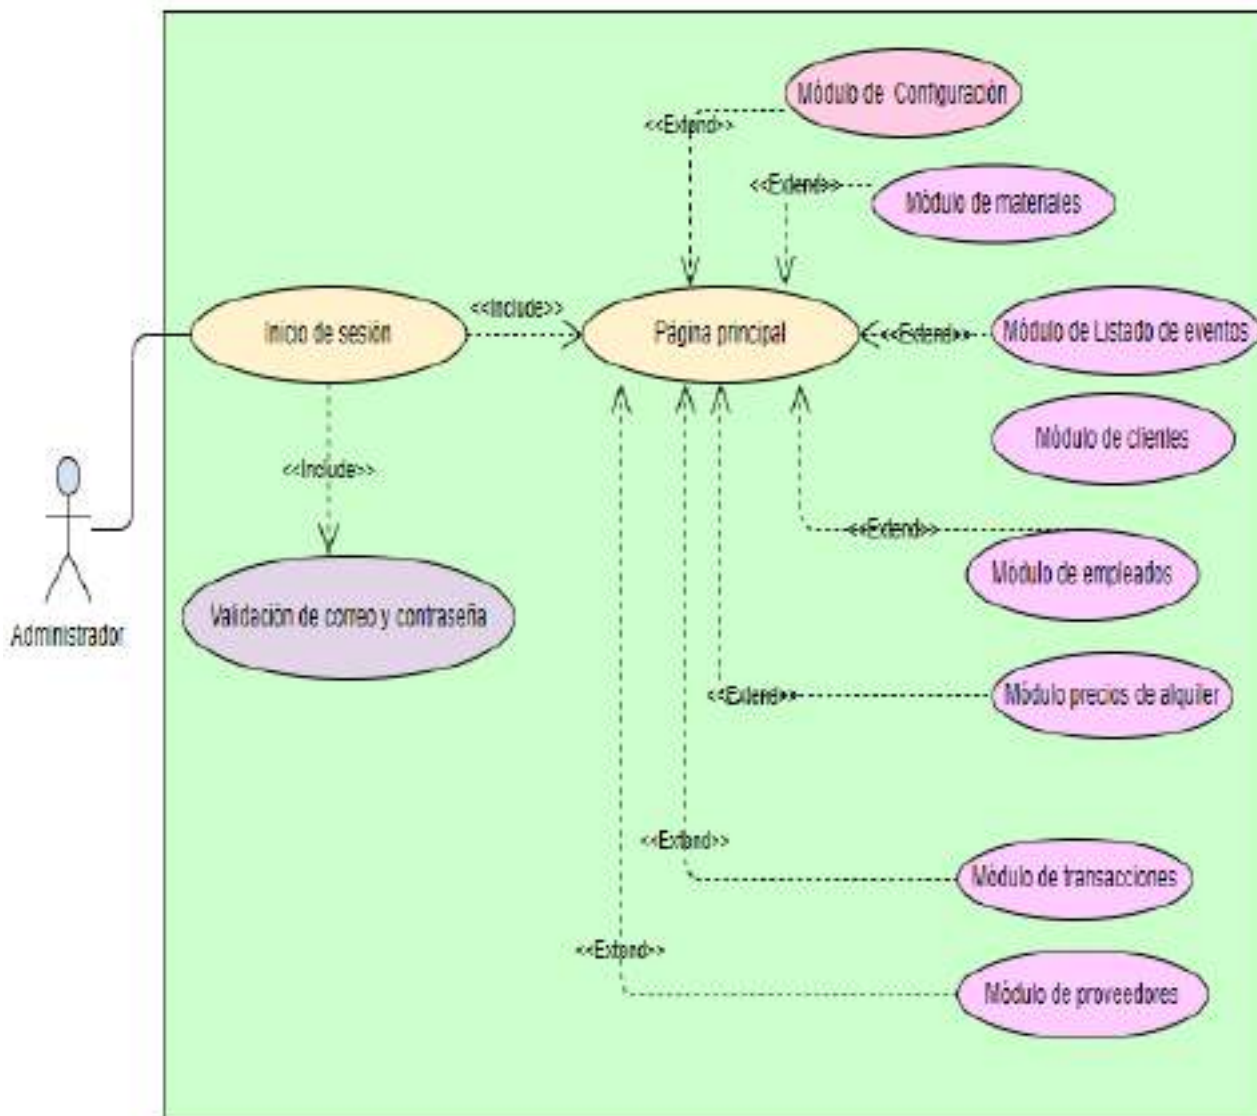 Módulo de Configuración
<<Extend>>
<<Extend>>
Módulo de materiales
<<Include>>
Inicio de sesión
Página principal
<<Extend>>
Módulo de Listado de eventos
Módulo de clientes
<<Include>>
<<Extend>>
Módulo de empleados
Validación de correo y contraseña
Administrador
<<Extend>>
Módulo precios de alquiler
<<Extend>>
Módulo de transacciones
<<Extend>>
Módulo de proveedores